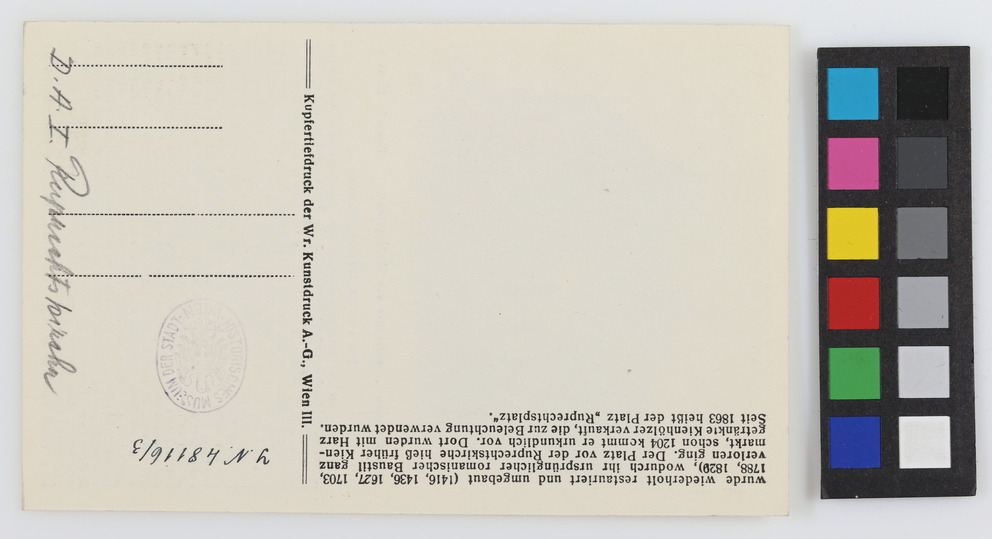 wurde wiederholt restauriert und umgebaut (1416, 1436, 1627, 1703,
1788, 1829), wodurch ihr ursprünglicher romanischer Baustil ganz
verloren ging. Der Platz vor der Ruprechtskirche hieß früher Kien-
markt, schon 1204 kommt er urkundlich vor. Dort wurden mit Harz
getränkte Kienhölzer verkauft, die zur Beleuchtung verwendet wurden.
Seit 1863 heißt der Platz „Ruprechtsplatz“.
Kupfertiefdruck der Wr. Kunstdruck A.-G., Wien III.
D. A. I. Ruprechtskirche
MUSEUM DER STADT
HISTORISCHES
J. N. 48116/3